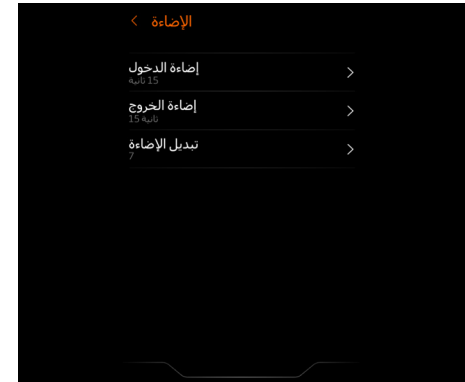 الإضاءة
إضاءة الدخول
15 ثانية
إضاءة الخروج
ثانية 15
تبديل الإضاءة
7